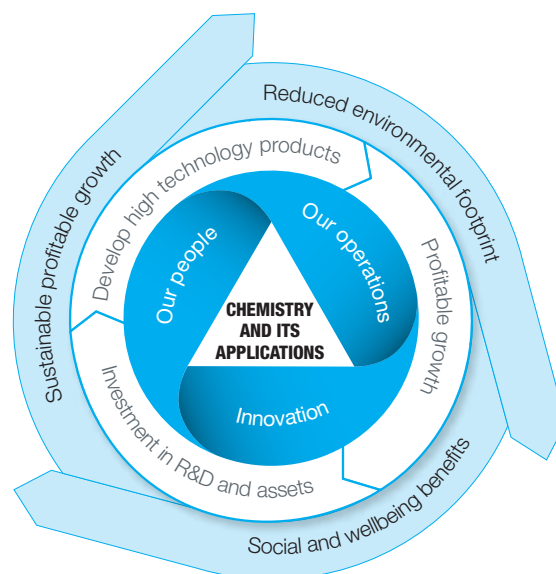 Reduced environmental footprint
Sustainable profitable growth
Develop high technology products
Our people
Our operations
Profitable growth
CHEMISTRY
AND ITS
APPLICATIONS
Innovation
Investment in R&D and assets
Social and wellbeing benefits